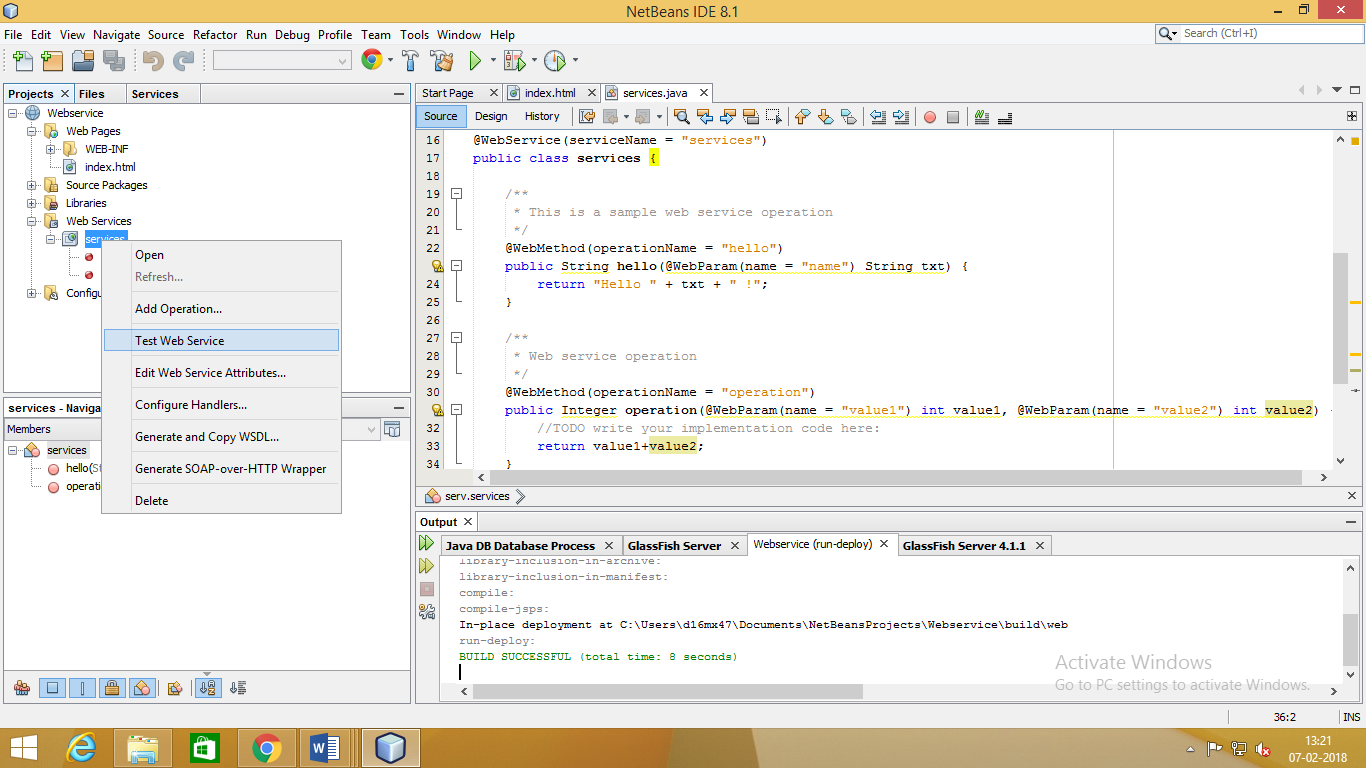 NetBeans IDE 8.1
File Edit View Navigate Source Refactor Run Debug Profile Team Tools Window Help
Search (Ctrl+I)
Projects Files Services
Webservice
Web Pages
WEB-INF
index.html
Source Packages
Libraries
Web Services
services
Open
Refresh...
Add Operation...
Test Web Service
Edit Web Service Attributes...
Configure Handlers...
Generate and Copy WSDL...
Generate SOAP-over-HTTP Wrapper
Delete
services - Naviga
Members
services
hello(
operati
Start Page index.html services.java
Source Design History
16 @WebService(serviceName = "services")
17 public class services {
18
19 /**
20 * This is a sample web service operation
21 */
22 @WebMethod(operationName = "hello")
public String hello(@WebParam(name = "name") String txt) {
24 return "Hello " + txt + " !";
25 }
26
27 /**
28 * Web service operation
29 */
30 @WebMethod(operationName = "operation")
public Integer operation(@WebParam(name = "value1") int value1, @WebParam(name = "value2") int value2)
32 //TODO write your implementation code here:
33 return value1+value2;
34 }
serv.services
Output
Java DB Database Process GlassFish Server Webservice (run-deploy) GlassFish Server 4.1.1
library-inclusion-in-archive:
library-inclusion-in-manifest:
compile:
compile-jsps:
In-place deployment at C:\Users\d16mx47\Documents\NetBeansProjects\Webservice\build\web
run-deploy:
BUILD SUCCESSFUL (total time: 8 seconds)
Activate Windows
Go to PC settings to activate Windows.
36:2 INS
13:21
07-02-2018